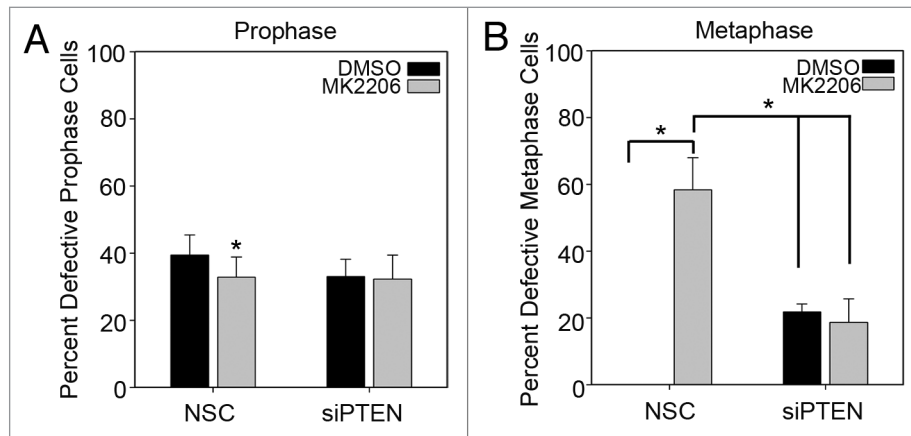 A
Prophase
Percent Defective Prophase Cells
100
80
60
40
20
0
DMSO
MK2206
*
NSC
siPTEN
B
Metaphase
Percent Defective Metaphase Cells
100
80
60
40
20
0
DMSO
MK2206
*
*
NSC
siPTEN